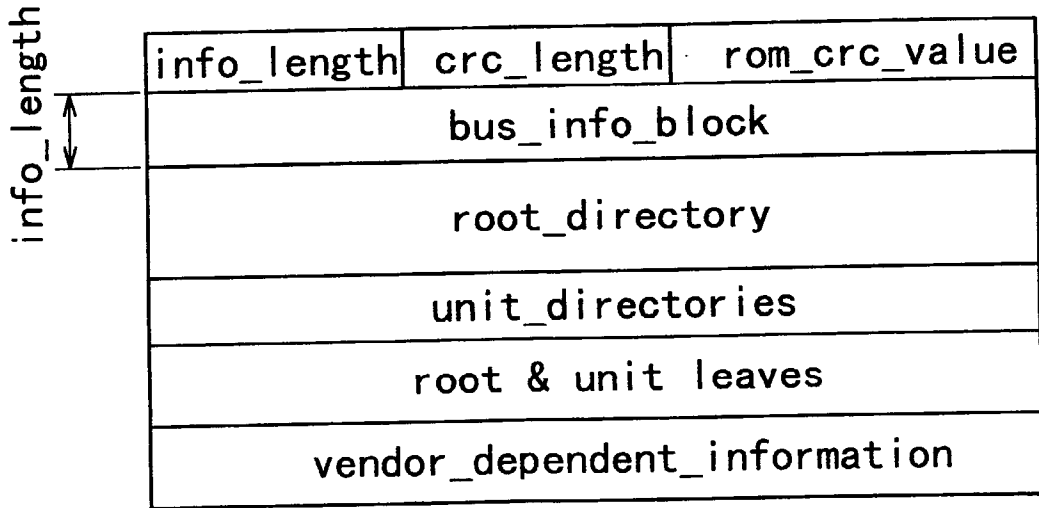 info_length
info_length crc_length rom_crc_value
bus_info_block
root_directory
unit_directories
root & unit leaves
vendor_dependent_information